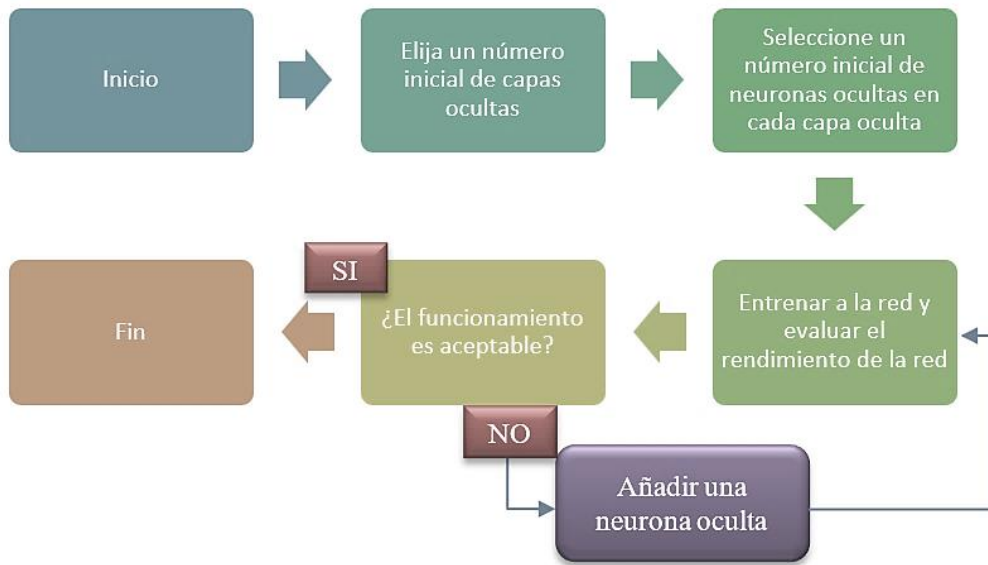 Inicio
Elija un número
inicial de capas
ocultas
Seleccione un
número inicial de
neuronas ocultas en
cada capa oculta
Entrenar a la red y
evaluar el
rendimiento de la red
¿El funcionamiento
es aceptable?
SI
Fin
NO
Añadir una
neurona oculta